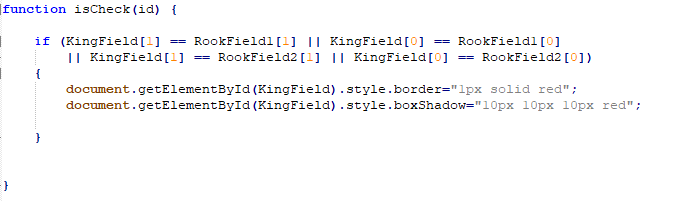 function isCheck(id) {
if (KingField[1] == RookField1[1] || KingField[0] == RookField1[0]
|| KingField[1] == RookField2[1] || KingField[0] == RookField2[0])
{
document.getElementById(KingField).style.border="1px solid red";
document.getElementById(KingField).style.boxShadow="10px 10px 10px red";
}
}